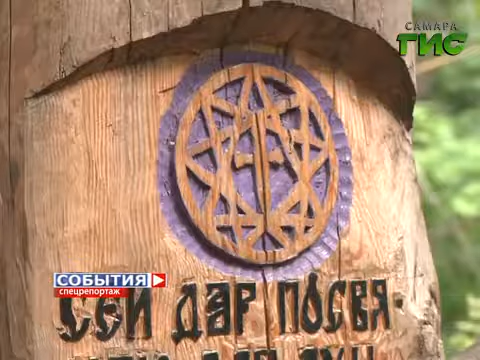 САМАРА
ГИС
СОБЫТИЯ
спецрепортаж
СЕЙ ДАР ПОСВЯ-